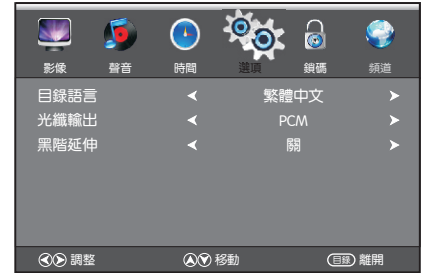 影像 聲音 時間 選項 鎖碼 頻道
目錄語言 繁體中文
光纖輸出 PCM
黑階延伸 關
調整 移動 目錄 離開